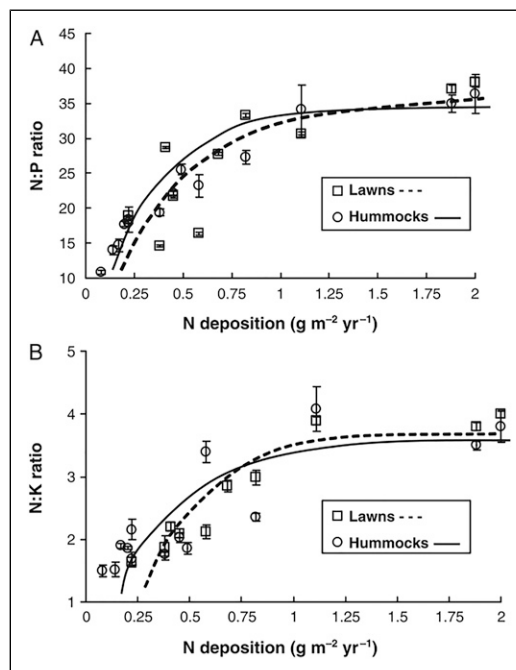 A
45
40
35
30
25
20
15
10
N:P ratio
Lawns
Hummocks
0 0.25 0.5 0.75 1 1.25 1.5 1.75 2
N deposition (g m⁻² yr⁻¹)
B
5
4
3
2
1
N:K ratio
Lawns
Hummocks
0 0.25 0.5 0.75 1 1.25 1.5 1.75 2
N deposition (g m⁻² yr⁻¹)